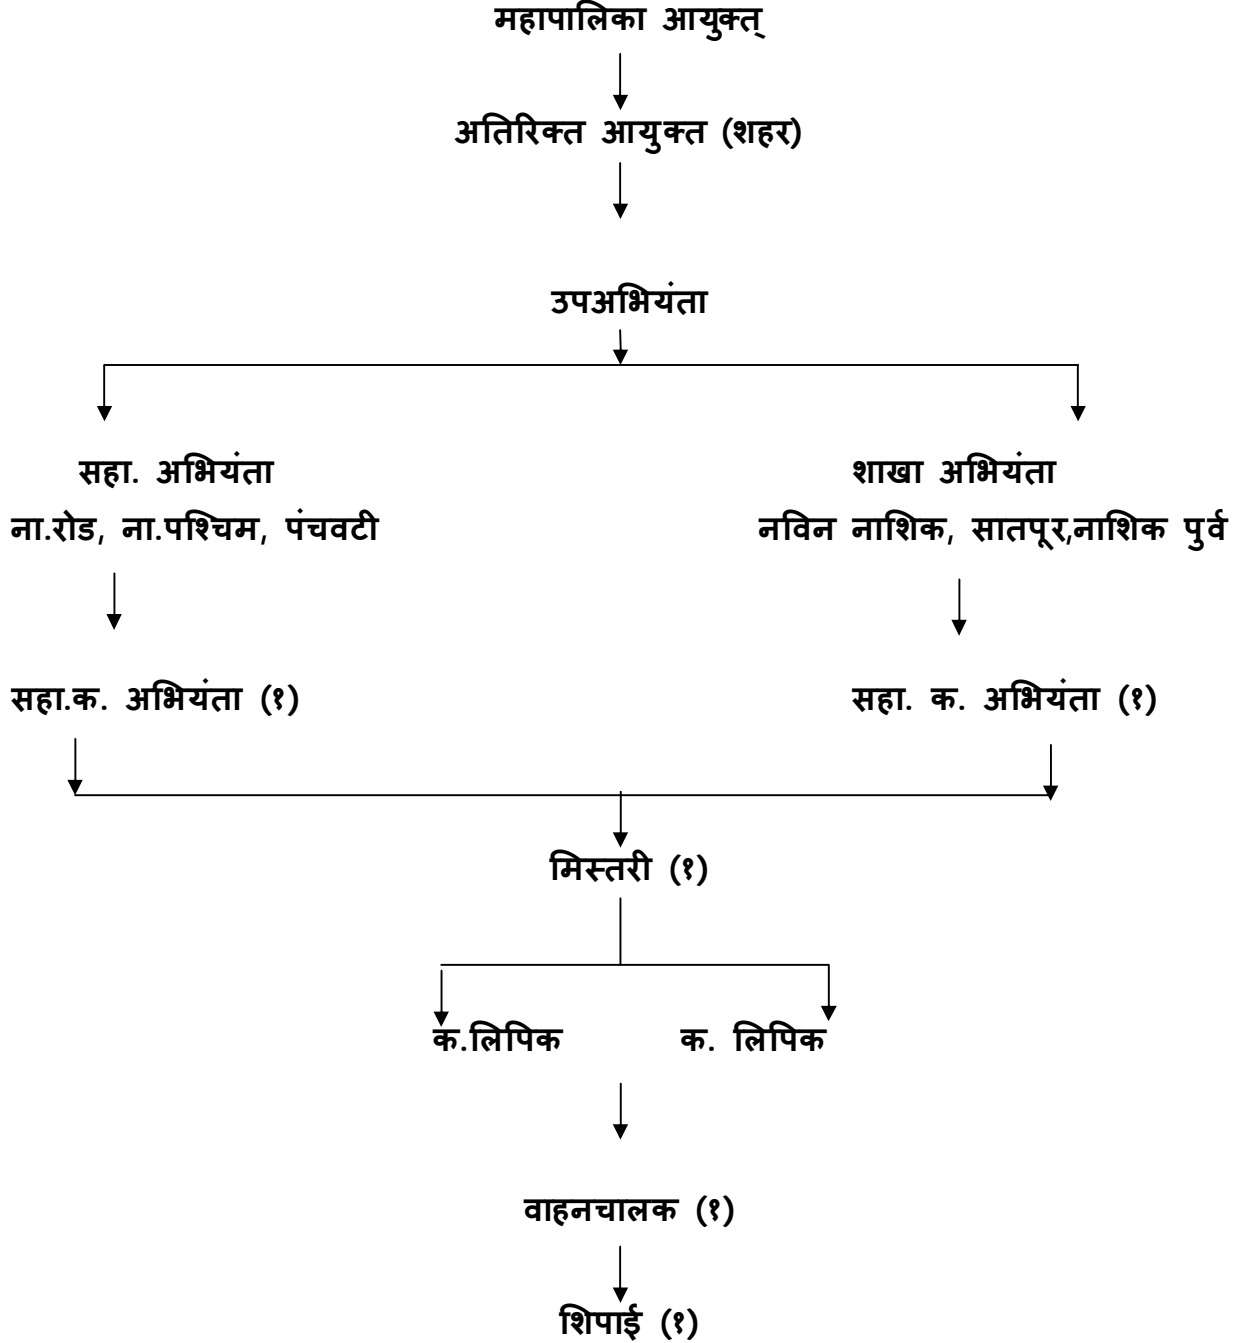 महापालिका आयुक्त्
अतिरिक्त आयुक्त (शहर)
उपअभियंता
सहा. अभियंता
ना.रोड, ना.पश्चिम, पंचवटी
शाखा अभियंता
नविन नाशिक, सातपूर,नाशिक पुर्व
सहा.क. अभियंता (१)
सहा. क. अभियंता (१)
मिस्तरी (१)
क.लिपिक
क. लिपिक
वाहनचालक (१)
शिपाई (१)